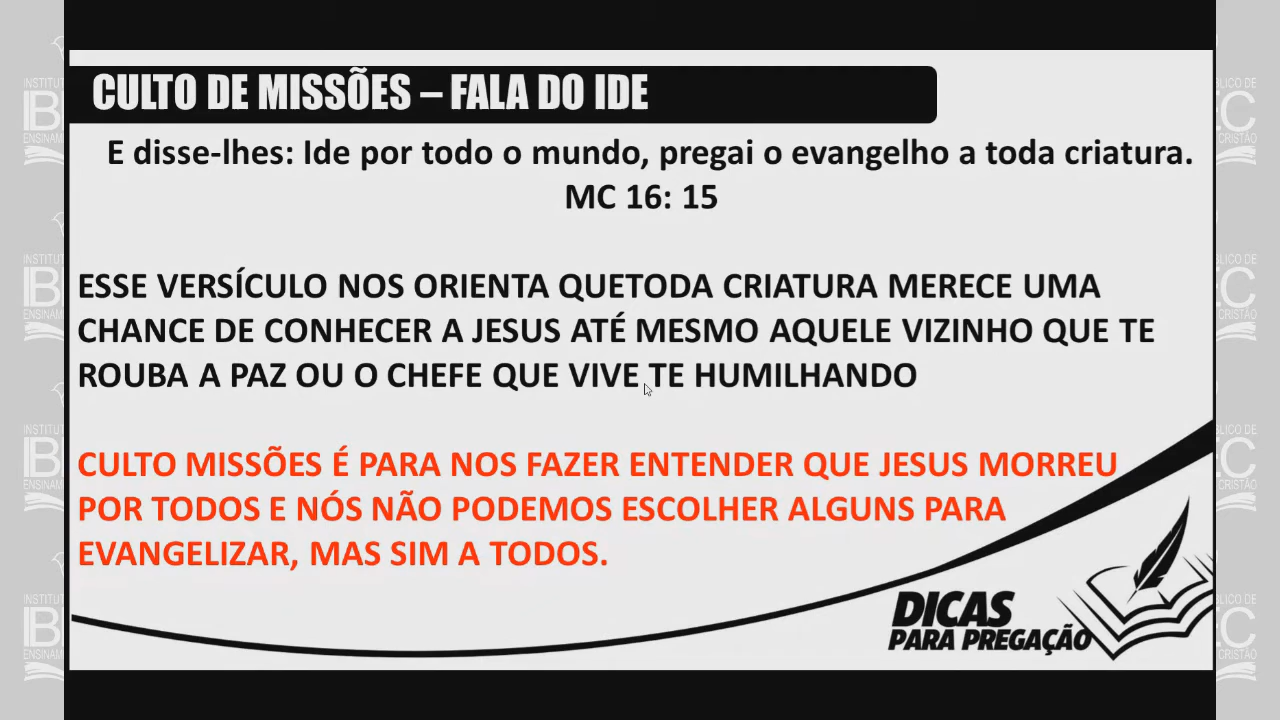 CULTO DE MISSÕES – FALA DO IDE
E disse-lhes: Ide por todo o mundo, pregai o evangelho a toda criatura.
MC 16: 15
ESSE VERSÍCULO NOS ORIENTA QUETODA CRIATURA MERECE UMA
CHANCE DE CONHECER A JESUS ATÉ MESMO AQUELE VIZINHO QUE TE
ROUBA A PAZ OU O CHEFE QUE VIVE TE HUMILHANDO
CULTO MISSÕES É PARA NOS FAZER ENTENDER QUE JESUS MORREU
POR TODOS E NÓS NÃO PODEMOS ESCOLHER ALGUNS PARA
EVANGELIZAR, MAS SIM A TODOS.
DICAS
PARA PREGAÇÃO